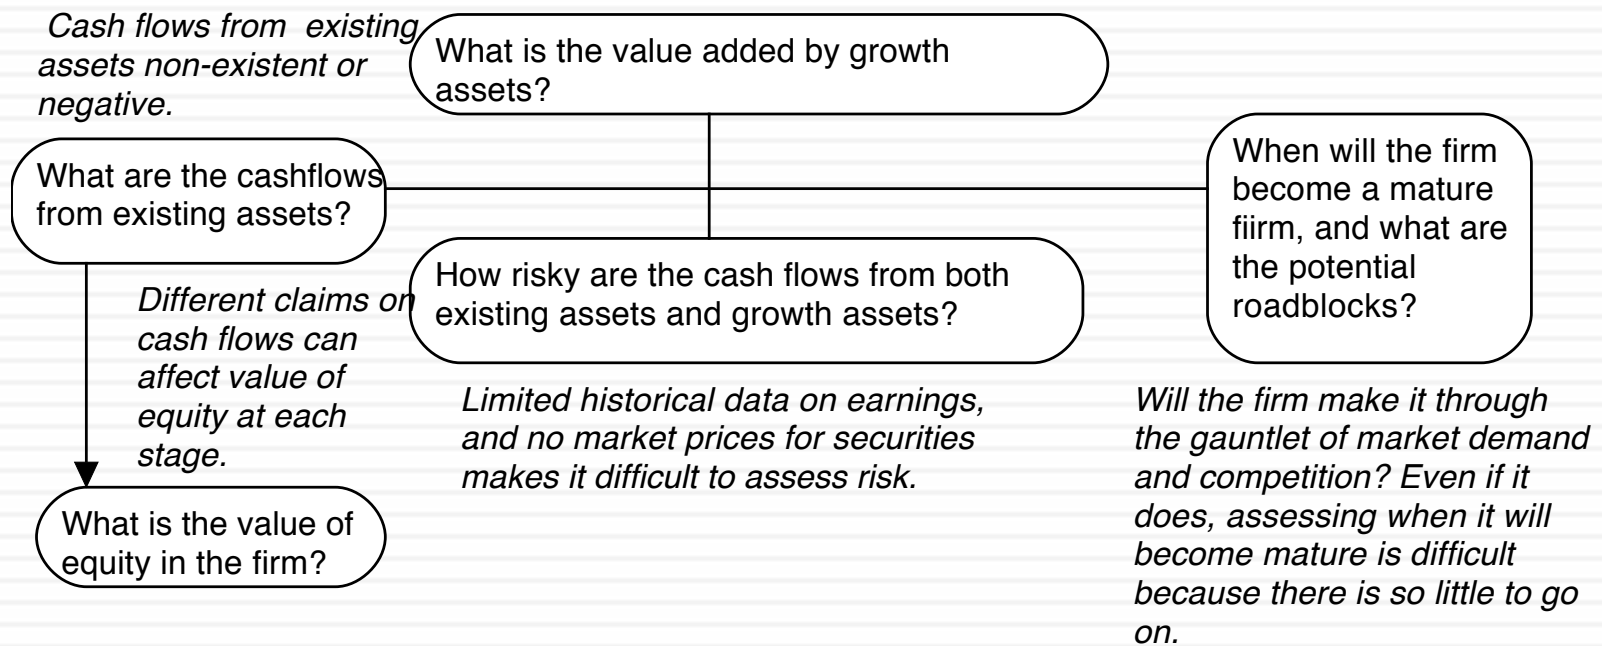 Cash flows from  existing
assets non-existent or
negative.
What is the value added by growth
assets?
What are the cashflows
from existing assets?
When will the firm
become a mature
fiirm, and what are
the potential
roadblocks?
How risky are the cash flows from both
existing assets and growth assets?
Different claims on
cash flows can
affect value of
equity at each
stage.
Limited historical data on earnings,
and no market prices for securities
makes it difficult to assess risk.
Will the firm make it through
the gauntlet of market demand
and competition? Even if it
does, assessing when it will
become mature is difficult
because there is so little to go
on.
What is the value of
equity in the firm?